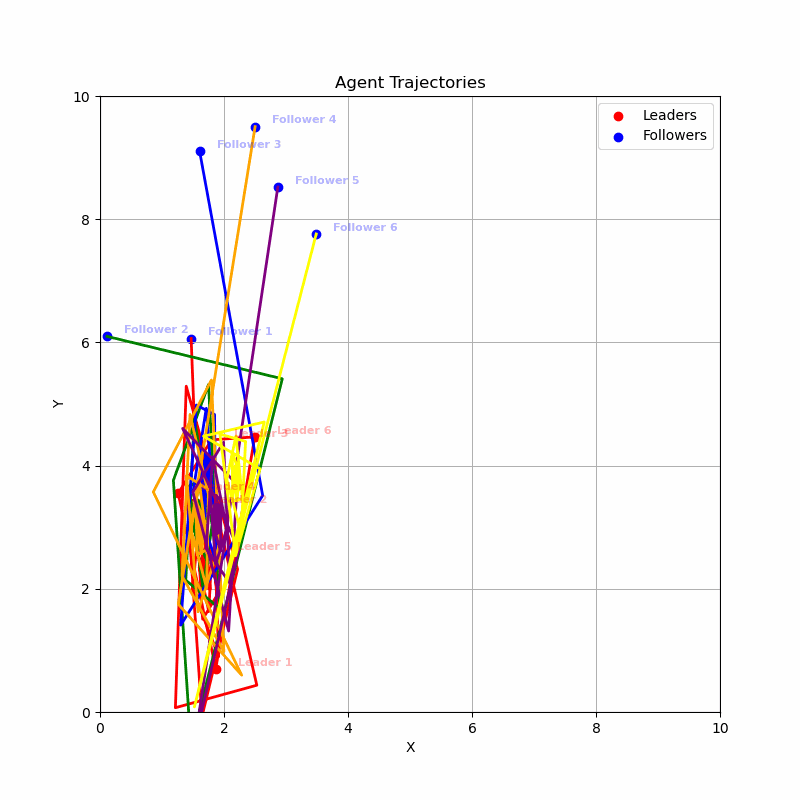 Agent Trajectories
Leaders
Followers
Follower 4
Follower 3
Follower 5
Follower 6
Follower 2
Follower 1
Leader 6
Leader 5
Leader 1
Y
10
8
6
4
2
0
0
2
4
6
8
10
X